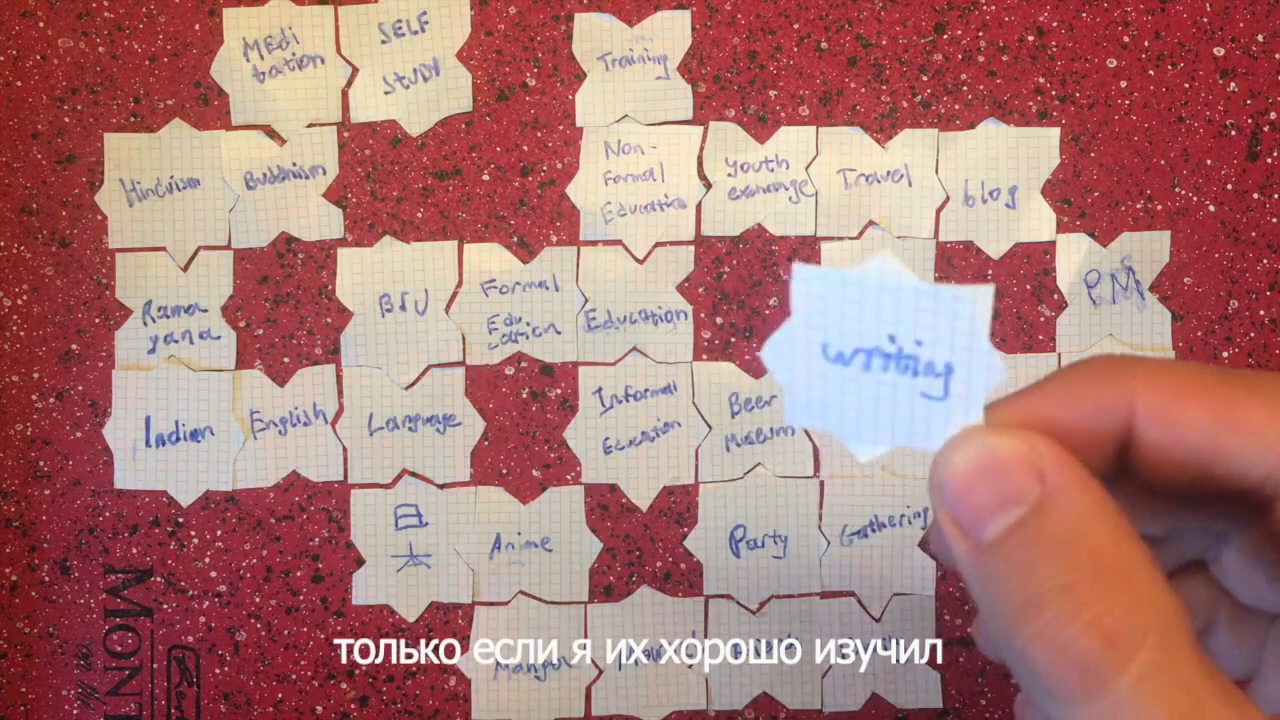 MEdi
tation
SELF
STUDY
Training
Hinduism
Buddhism
Non-
Formal
Education
Youth
exchange
Travel
blog
Rama
yana
BSU
Formal
Edu
cation
Education
PM
writing
Indian
English
Language
Informal
Education
Beer
Museum
日
本
Anime
Party
Gathering
только если я их хорошо изучил
MONT